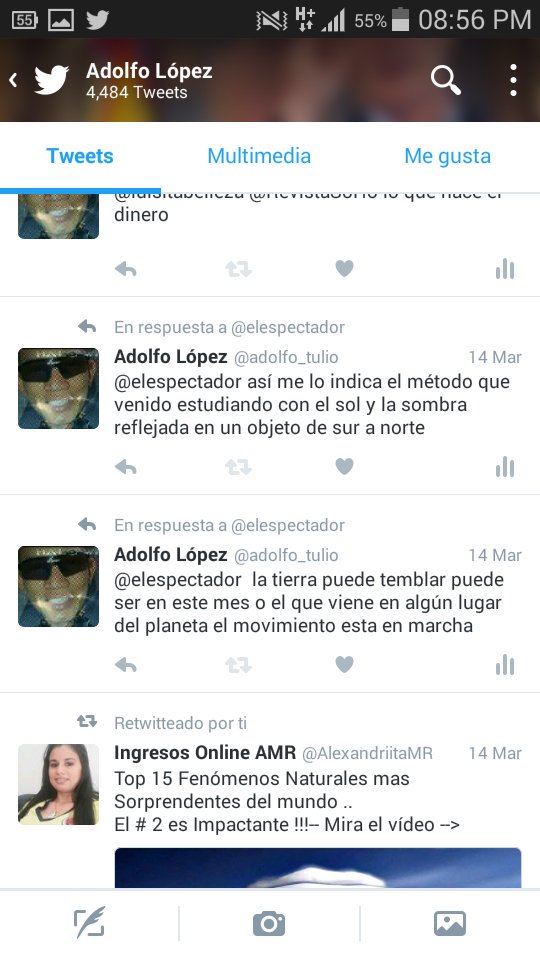 55
H+
55%
08:56 PM
Adolfo López
4,484 Tweets
Tweets
Multimedia
Me gusta
@luisitabelleza @RevistaSoHo lo que hace el
dinero
En respuesta a @elespectador
Adolfo López @adolfo_tulio 14 Mar
@elespectador así me lo indica el método que
venido estudiando con el sol y la sombra
reflejada en un objeto de sur a norte
En respuesta a @elespectador
Adolfo López @adolfo_tulio 14 Mar
@elespectador la tierra puede temblar puede
ser en este mes o el que viene en algún lugar
del planeta el movimiento esta en marcha
Retwitteado por ti
Ingresos Online AMR @AlexandriitaMR 14 Mar
Top 15 Fenómenos Naturales mas
Sorprendentes del mundo ..
El # 2 es Impactante !!!-- Mira el vídeo -->